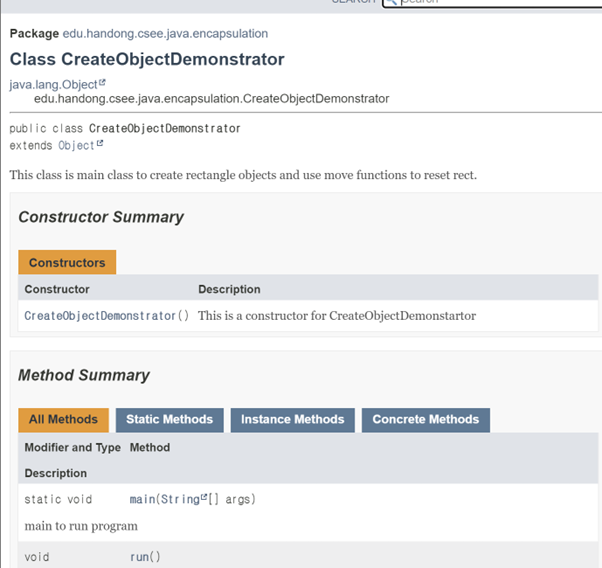 SEARCH Search
Package edu.handong.csee.java.encapsulation
Class CreateObjectDemonstrator
java.lang.Object
edu.handong.csee.java.encapsulation.CreateObjectDemonstrator
public class CreateObjectDemonstrator
extends Object
This class is main class to create rectangle objects and use move functions to reset rect.
Constructor Summary
Constructors
Constructor Description
CreateObjectDemonstrator() This is a constructor for CreateObjectDemonstartor
Method Summary
All Methods Static Methods Instance Methods Concrete Methods
Modifier and Type Method
Description
static void main(String[] args)
main to run program
void run()